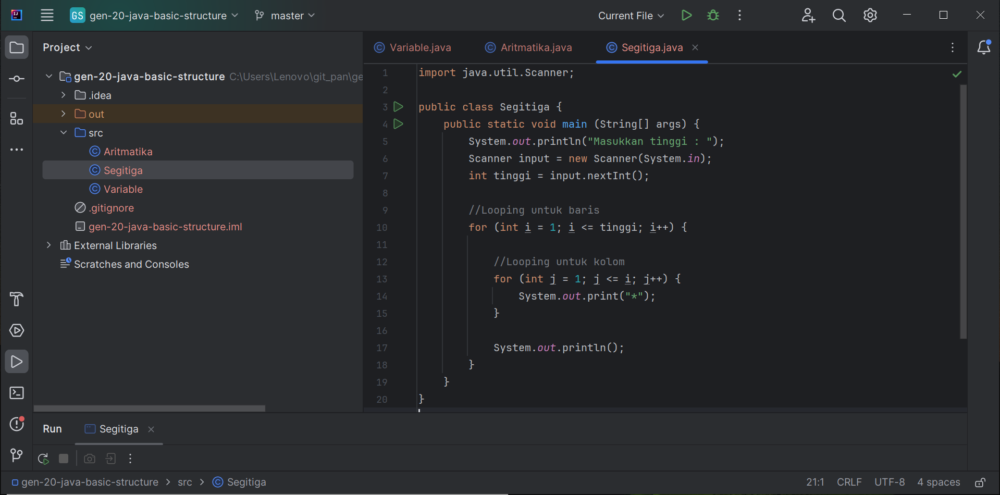 GS gen-20-java-basic-structure master Current File
Project
Variable.java Aritmatika.java Segitiga.java
gen-20-java-basic-structure C:\Users\Lenovo\git_pan\ge
.idea
out
src
Aritmatika
Segitiga
Variable
.gitignore
gen-20-java-basic-structure.iml
External Libraries
Scratches and Consoles
1 import java.util.Scanner;
2
3 public class Segitiga {
4 public static void main (String[] args) {
5 System.out.println("Masukkan tinggi : ");
6 Scanner input = new Scanner(System.in);
7 int tinggi = input.nextInt();
8
9 //Looping untuk baris
10 for (int i = 1; i <= tinggi; i++) {
11
12 //Looping untuk kolom
13 for (int j = 1; j <= i; j++) {
14 System.out.print("*");
15 }
16
17 System.out.println();
18 }
19 }
20 }
Run Segitiga
gen-20-java-basic-structure > src > Segitiga 21:1 CRLF UTF-8 4 spaces